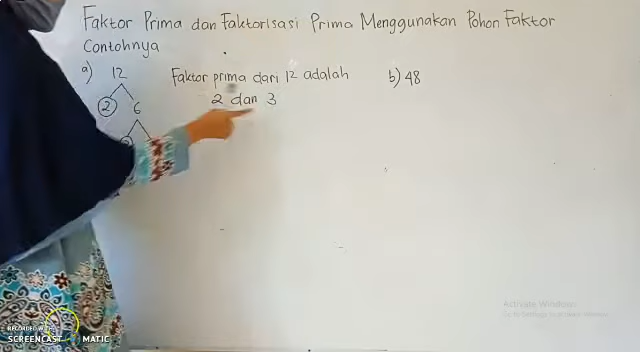 Faktor Prima dan Faktorisasi Prima Menggunakan Pohon Faktor
Contohnya
a) 12
2 6
Faktor prima dari 12 adalah
2 dan 3
b) 48
Activate Windows
RECORDED WITH
SCREENCAST MATIC